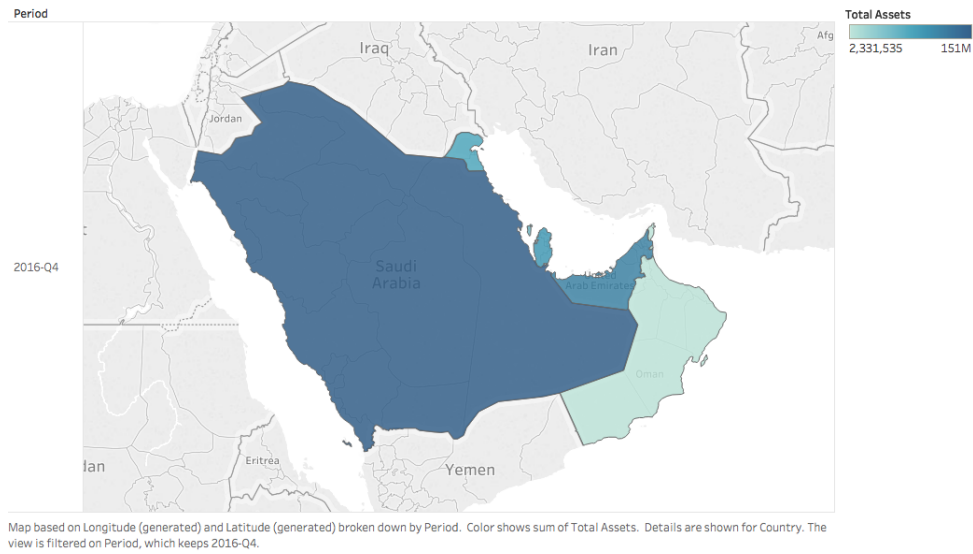 Period
Total Assets
2,331,535 151M
Iraq
Iran
Afg
Jordan
2016-Q4
Saudi
Arabia
United
Arab Emirates
Oman
dan
Eritrea
Yemen
Map based on Longitude (generated) and Latitude (generated) broken down by Period. Color shows sum of Total Assets. Details are shown for Country. The
view is filtered on Period, which keeps 2016-Q4.